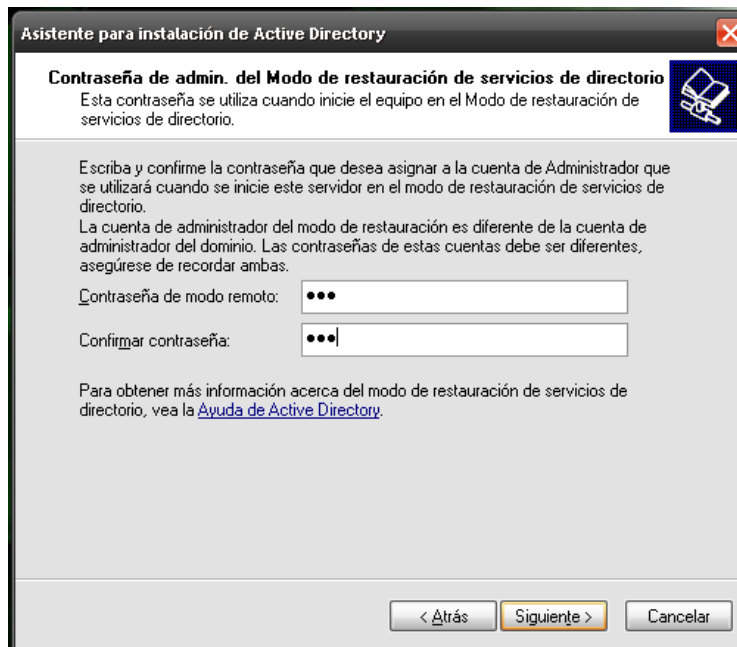 Asistente para instalación de Active Directory
Contraseña de admin. del Modo de restauración de servicios de directorio
Esta contraseña se utiliza cuando inicie el equipo en el Modo de restauración de
servicios de directorio.
Escriba y confirme la contraseña que desea asignar a la cuenta de Administrador que
se utilizará cuando se inicie este servidor en el modo de restauración de servicios de
directorio.
La cuenta de administrador del modo de restauración es diferente de la cuenta de
administrador del dominio. Las contraseñas de estas cuentas debe ser diferentes,
asegúrese de recordar ambas.
Contraseña de modo remoto: •••
Confirmar contraseña: •••
Para obtener más información acerca del modo de restauración de servicios de
directorio, vea la Ayuda de Active Directory.
< Atrás Siguiente > Cancelar